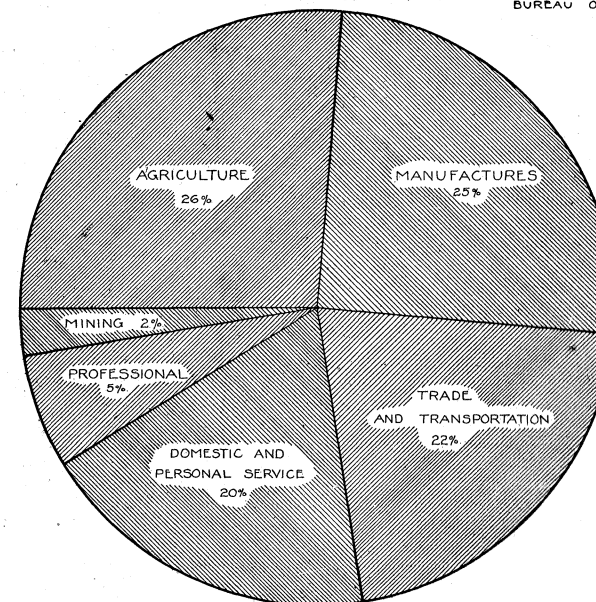 BUREAU O
AGRICULTURE
26%
MANUFACTURES
25%
MINING 2%
PROFESSIONAL
5%
TRADE
AND TRANSPORTATION
22%
DOMESTIC AND
PERSONAL SERVICE
20%